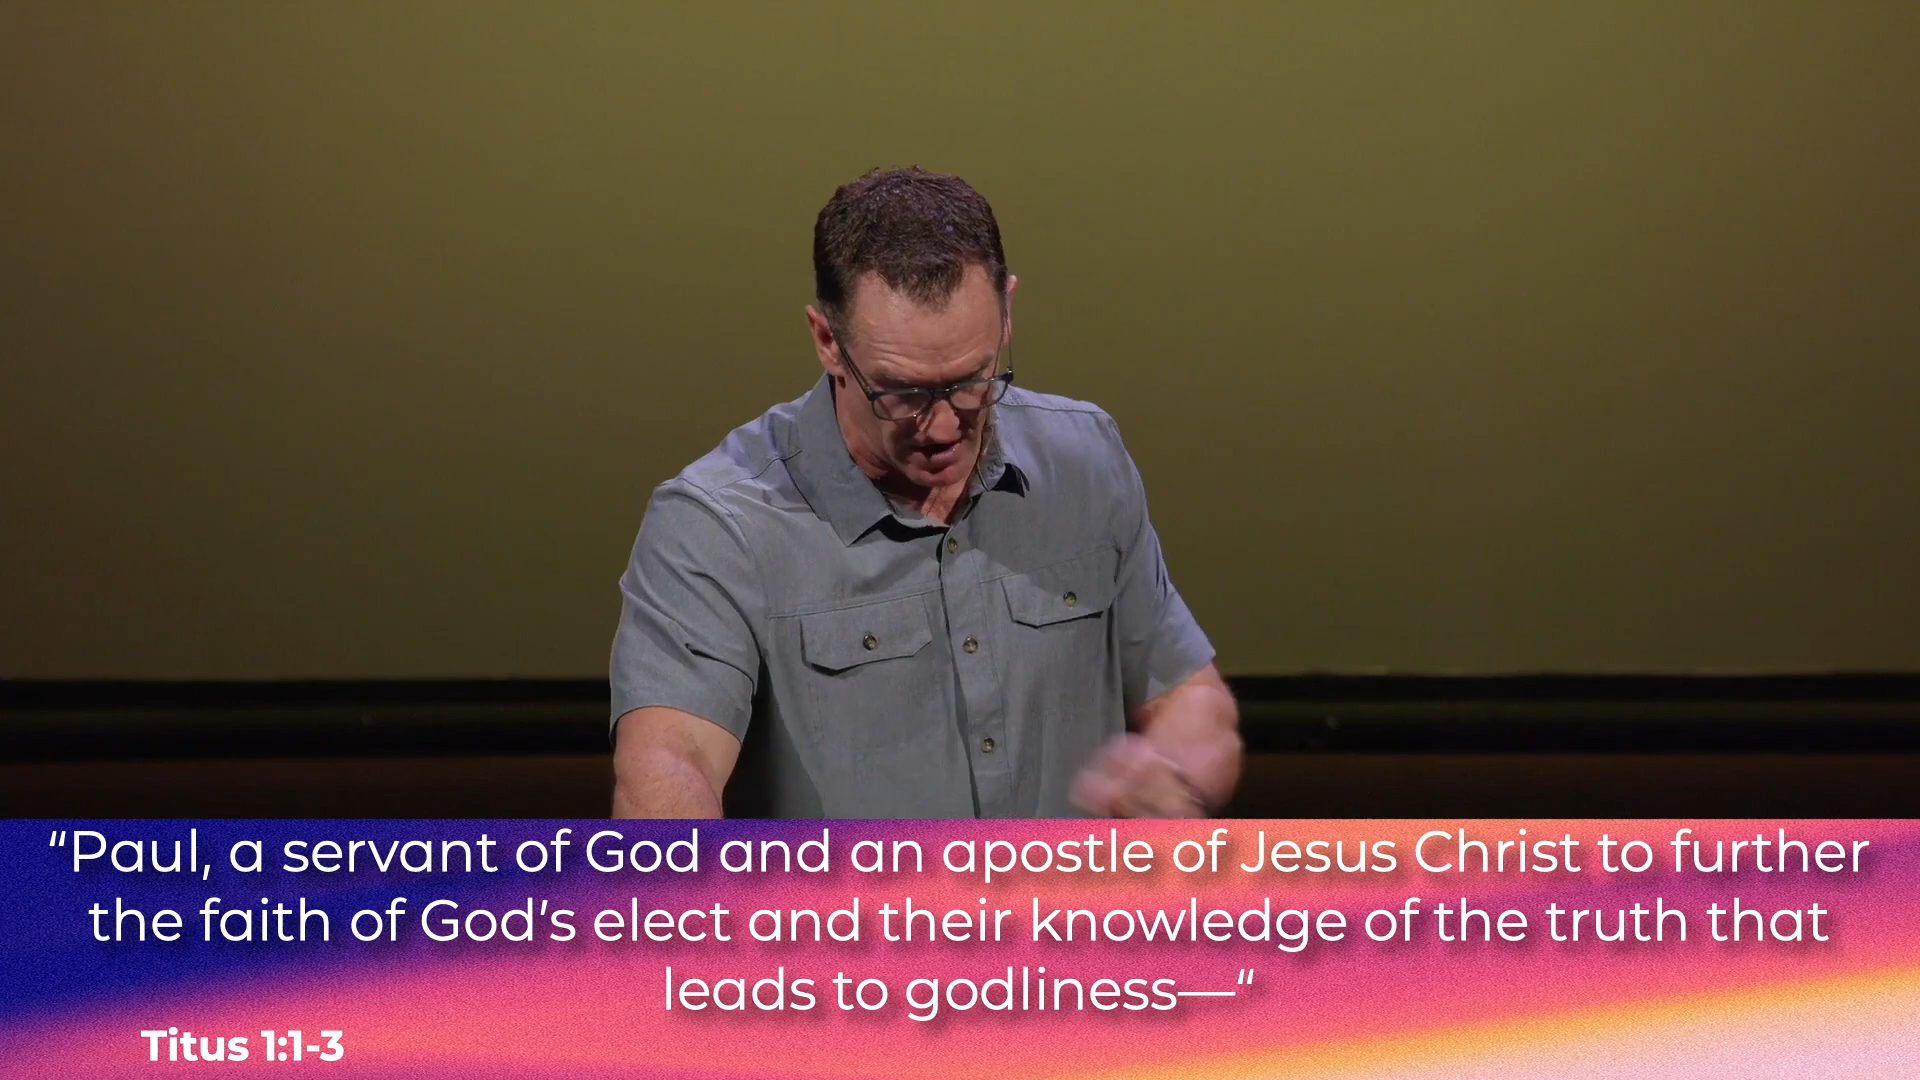 “Paul, a servant of God and an apostle of Jesus Christ to further
the faith of God’s elect and their knowledge of the truth that
leads to godliness—“
Titus 1:1-3